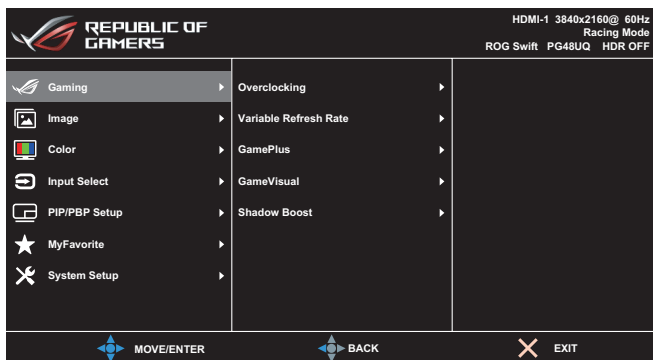 REPUBLIC OF
GAMERS
HDMI-1 3840x2160@ 60Hz
Racing Mode
ROG Swift PG48UQ HDR OFF
Gaming
Image
Color
Input Select
PIP/PBP Setup
MyFavorite
System Setup
Overclocking
Variable Refresh Rate
GamePlus
GameVisual
Shadow Boost
MOVE/ENTER
BACK
EXIT